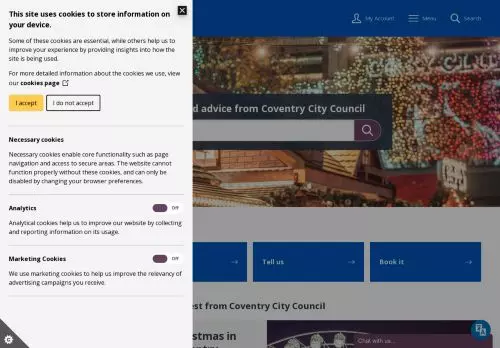 This site uses cookies to store information on
your device.
Some of these cookies are essential, while others help us to
improve your experience by providing insights into how the
site is being used.
For more detailed information about the cookies we use, view
our cookies page
I accept
I do not accept
Necessary cookies
Necessary cookies enable core functionality such as page
navigation and access to secure areas. The website cannot
function properly without these cookies, and can only be
disabled by changing your browser preferences.
Analytics
Off
Analytical cookies help us to improve our website by collecting
and reporting information on its usage.
Marketing Cookies
Off
We use marketing cookies to help us improve the relevancy of
advertising campaigns you receive.
My Account
Menu
Search
d advice from Coventry City Council
Tell us
Book it
est from Coventry City Council
stmas in
Chat with us...